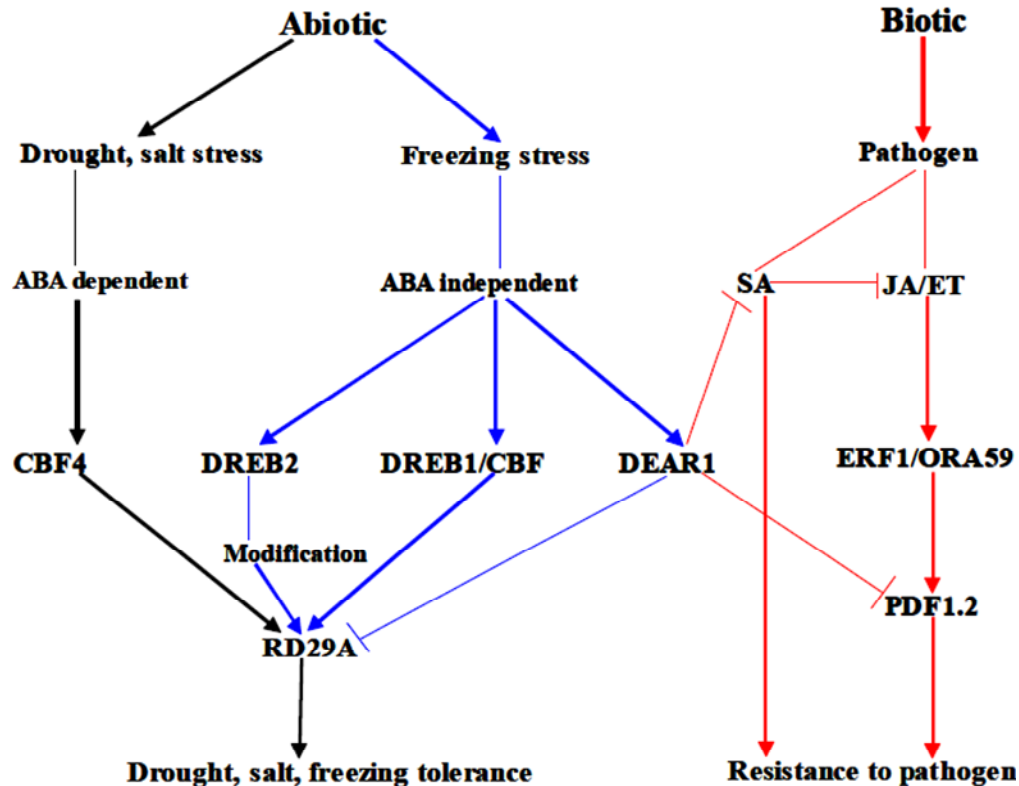 Abiotic
Biotic
Drought, salt stress
Freezing stress
Pathogen
ABA dependent
ABA independent
SA
JA/ET
CBF4
DREB2
DREB1/CBF
DEAR1
ERF1/ORA59
Modification
PDF1.2
RD29A
Drought, salt, freezing tolerance
Resistance to pathogen